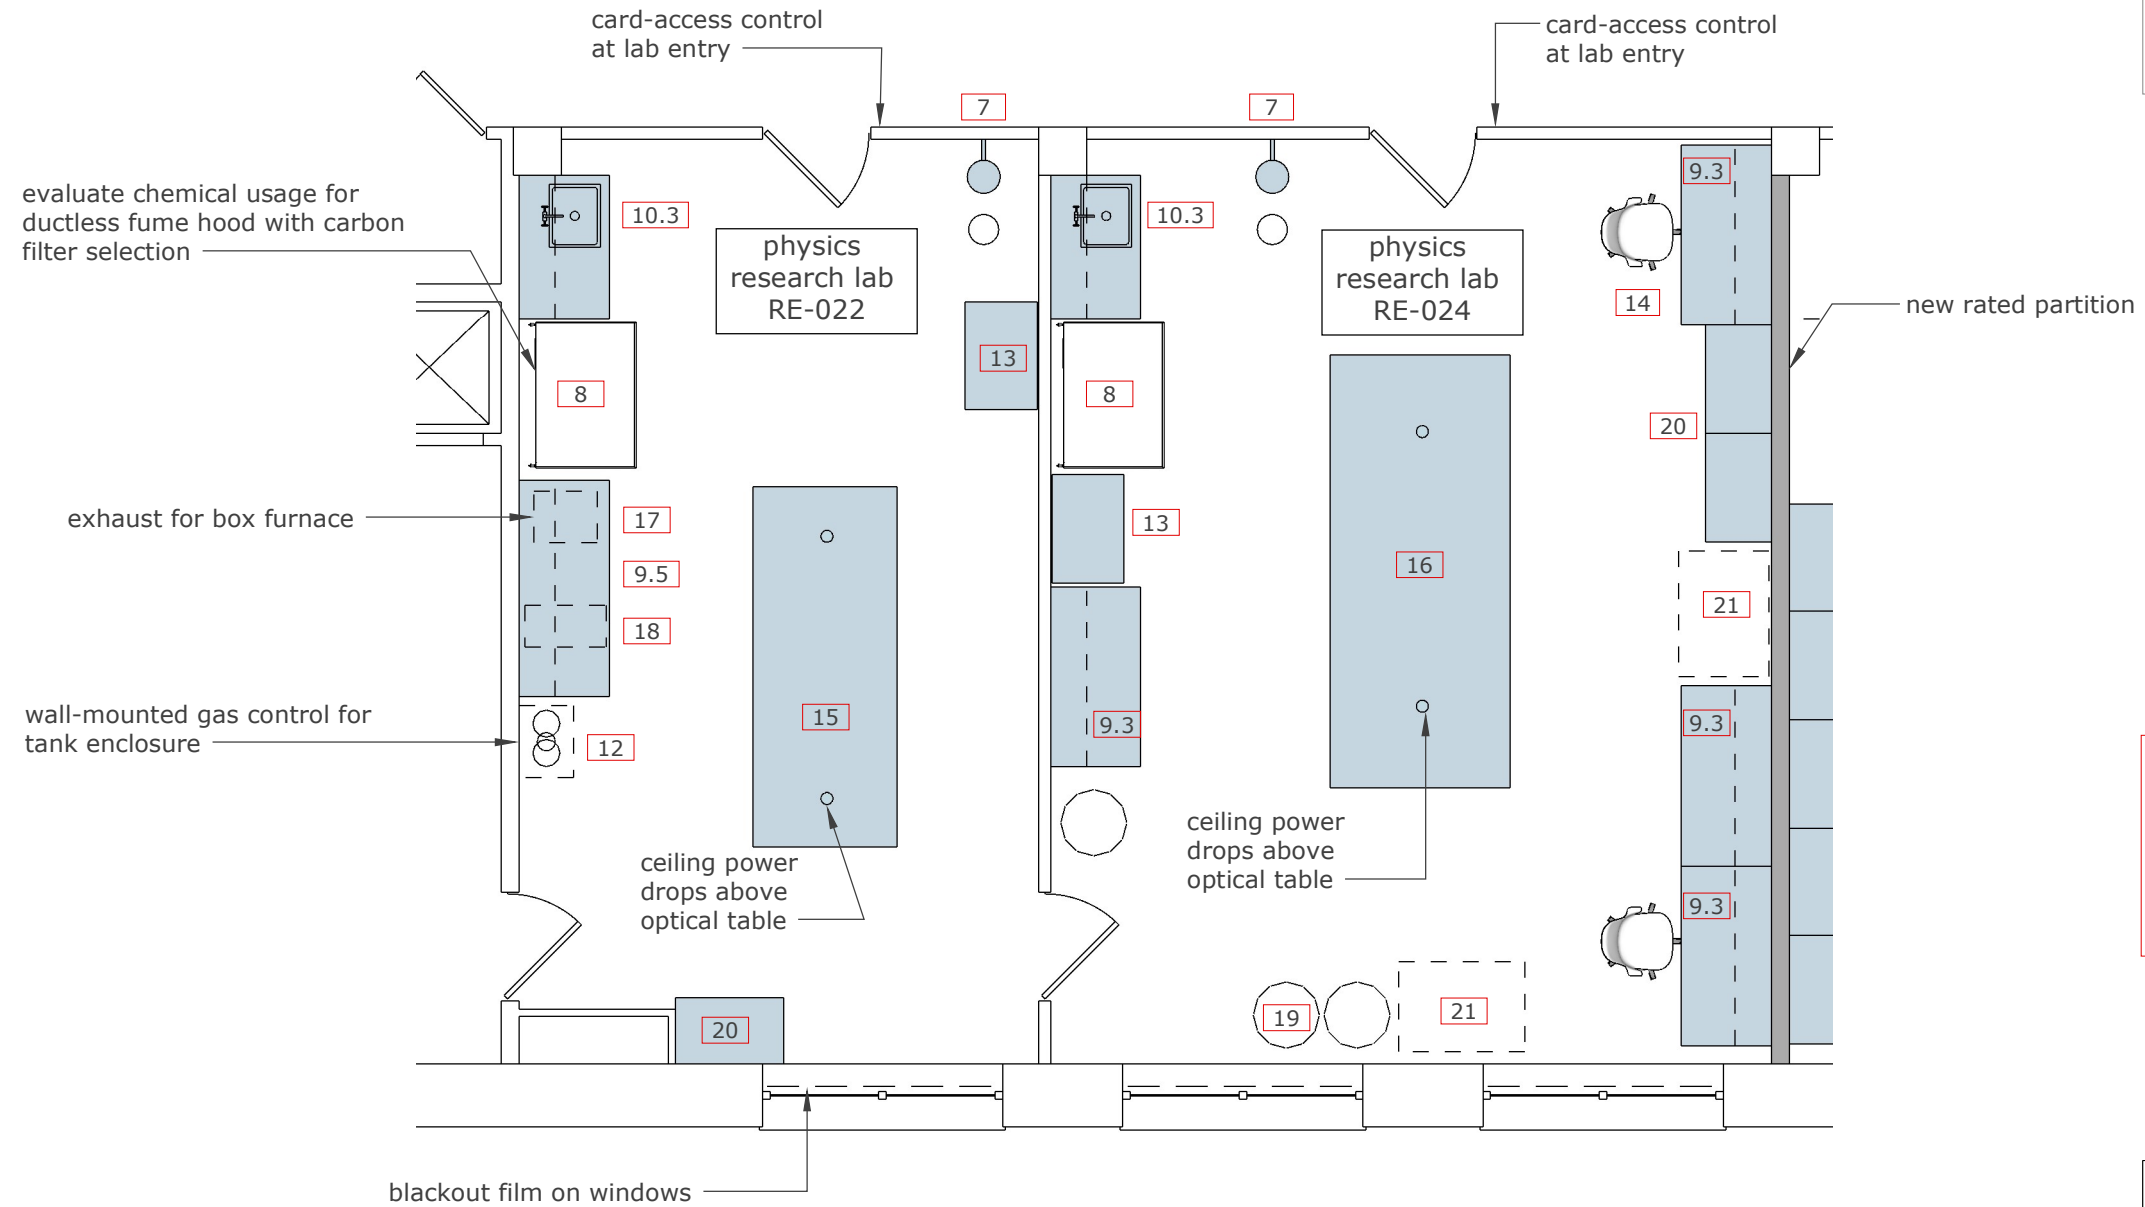 card-access control
at lab entry
card-access control
at lab entry
7
7
evaluate chemical usage for
ductless fume hood with carbon
filter selection
10.3
physics
research lab
RE-022
10.3
physics
research lab
RE-024
9.3
14
new rated partition
8
13
8
20
exhaust for box furnace
17
9.5
18
13
16
21
wall-mounted gas control for
tank enclosure
12
15
9.3
9.3
ceiling power
drops above
optical table
ceiling power
drops above
optical table
9.3
20
19
21
blackout film on windows